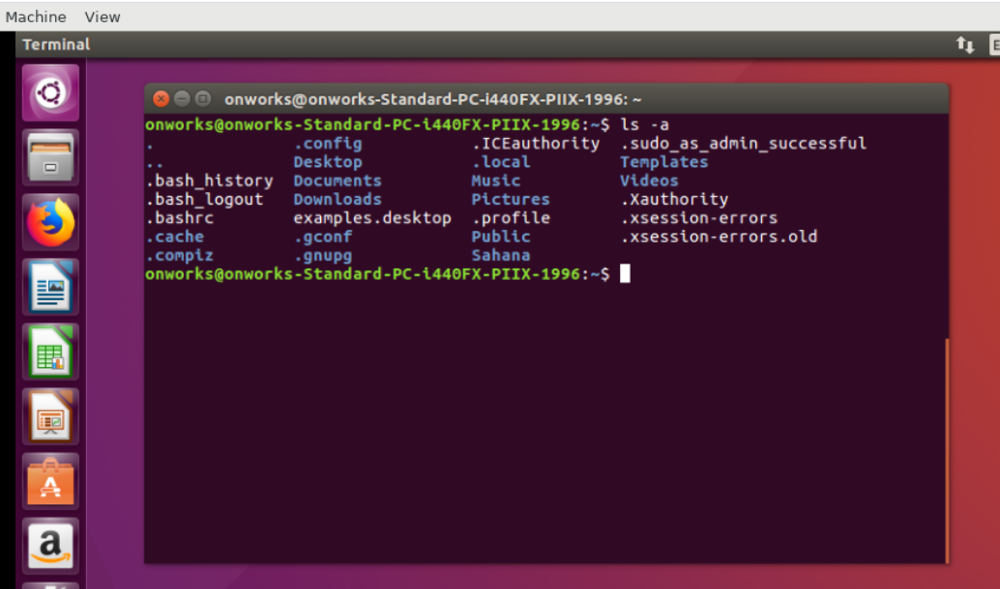 Machine View
Terminal
onworks@onworks-Standard-PC-i440FX-PIIX-1996: ~
onworks@onworks-Standard-PC-i440FX-PIIX-1996:~$ ls -a
. .config .ICEauthority .sudo_as_admin_successful
.. Desktop .local Templates
.bash_history Documents Music Videos
.bash_logout Downloads Pictures .Xauthority
.bashrc examples.desktop .profile .xsession-errors
.cache .gconf Public .xsession-errors.old
.compiz .gnupg Sahana
onworks@onworks-Standard-PC-i440FX-PIIX-1996:~$
a